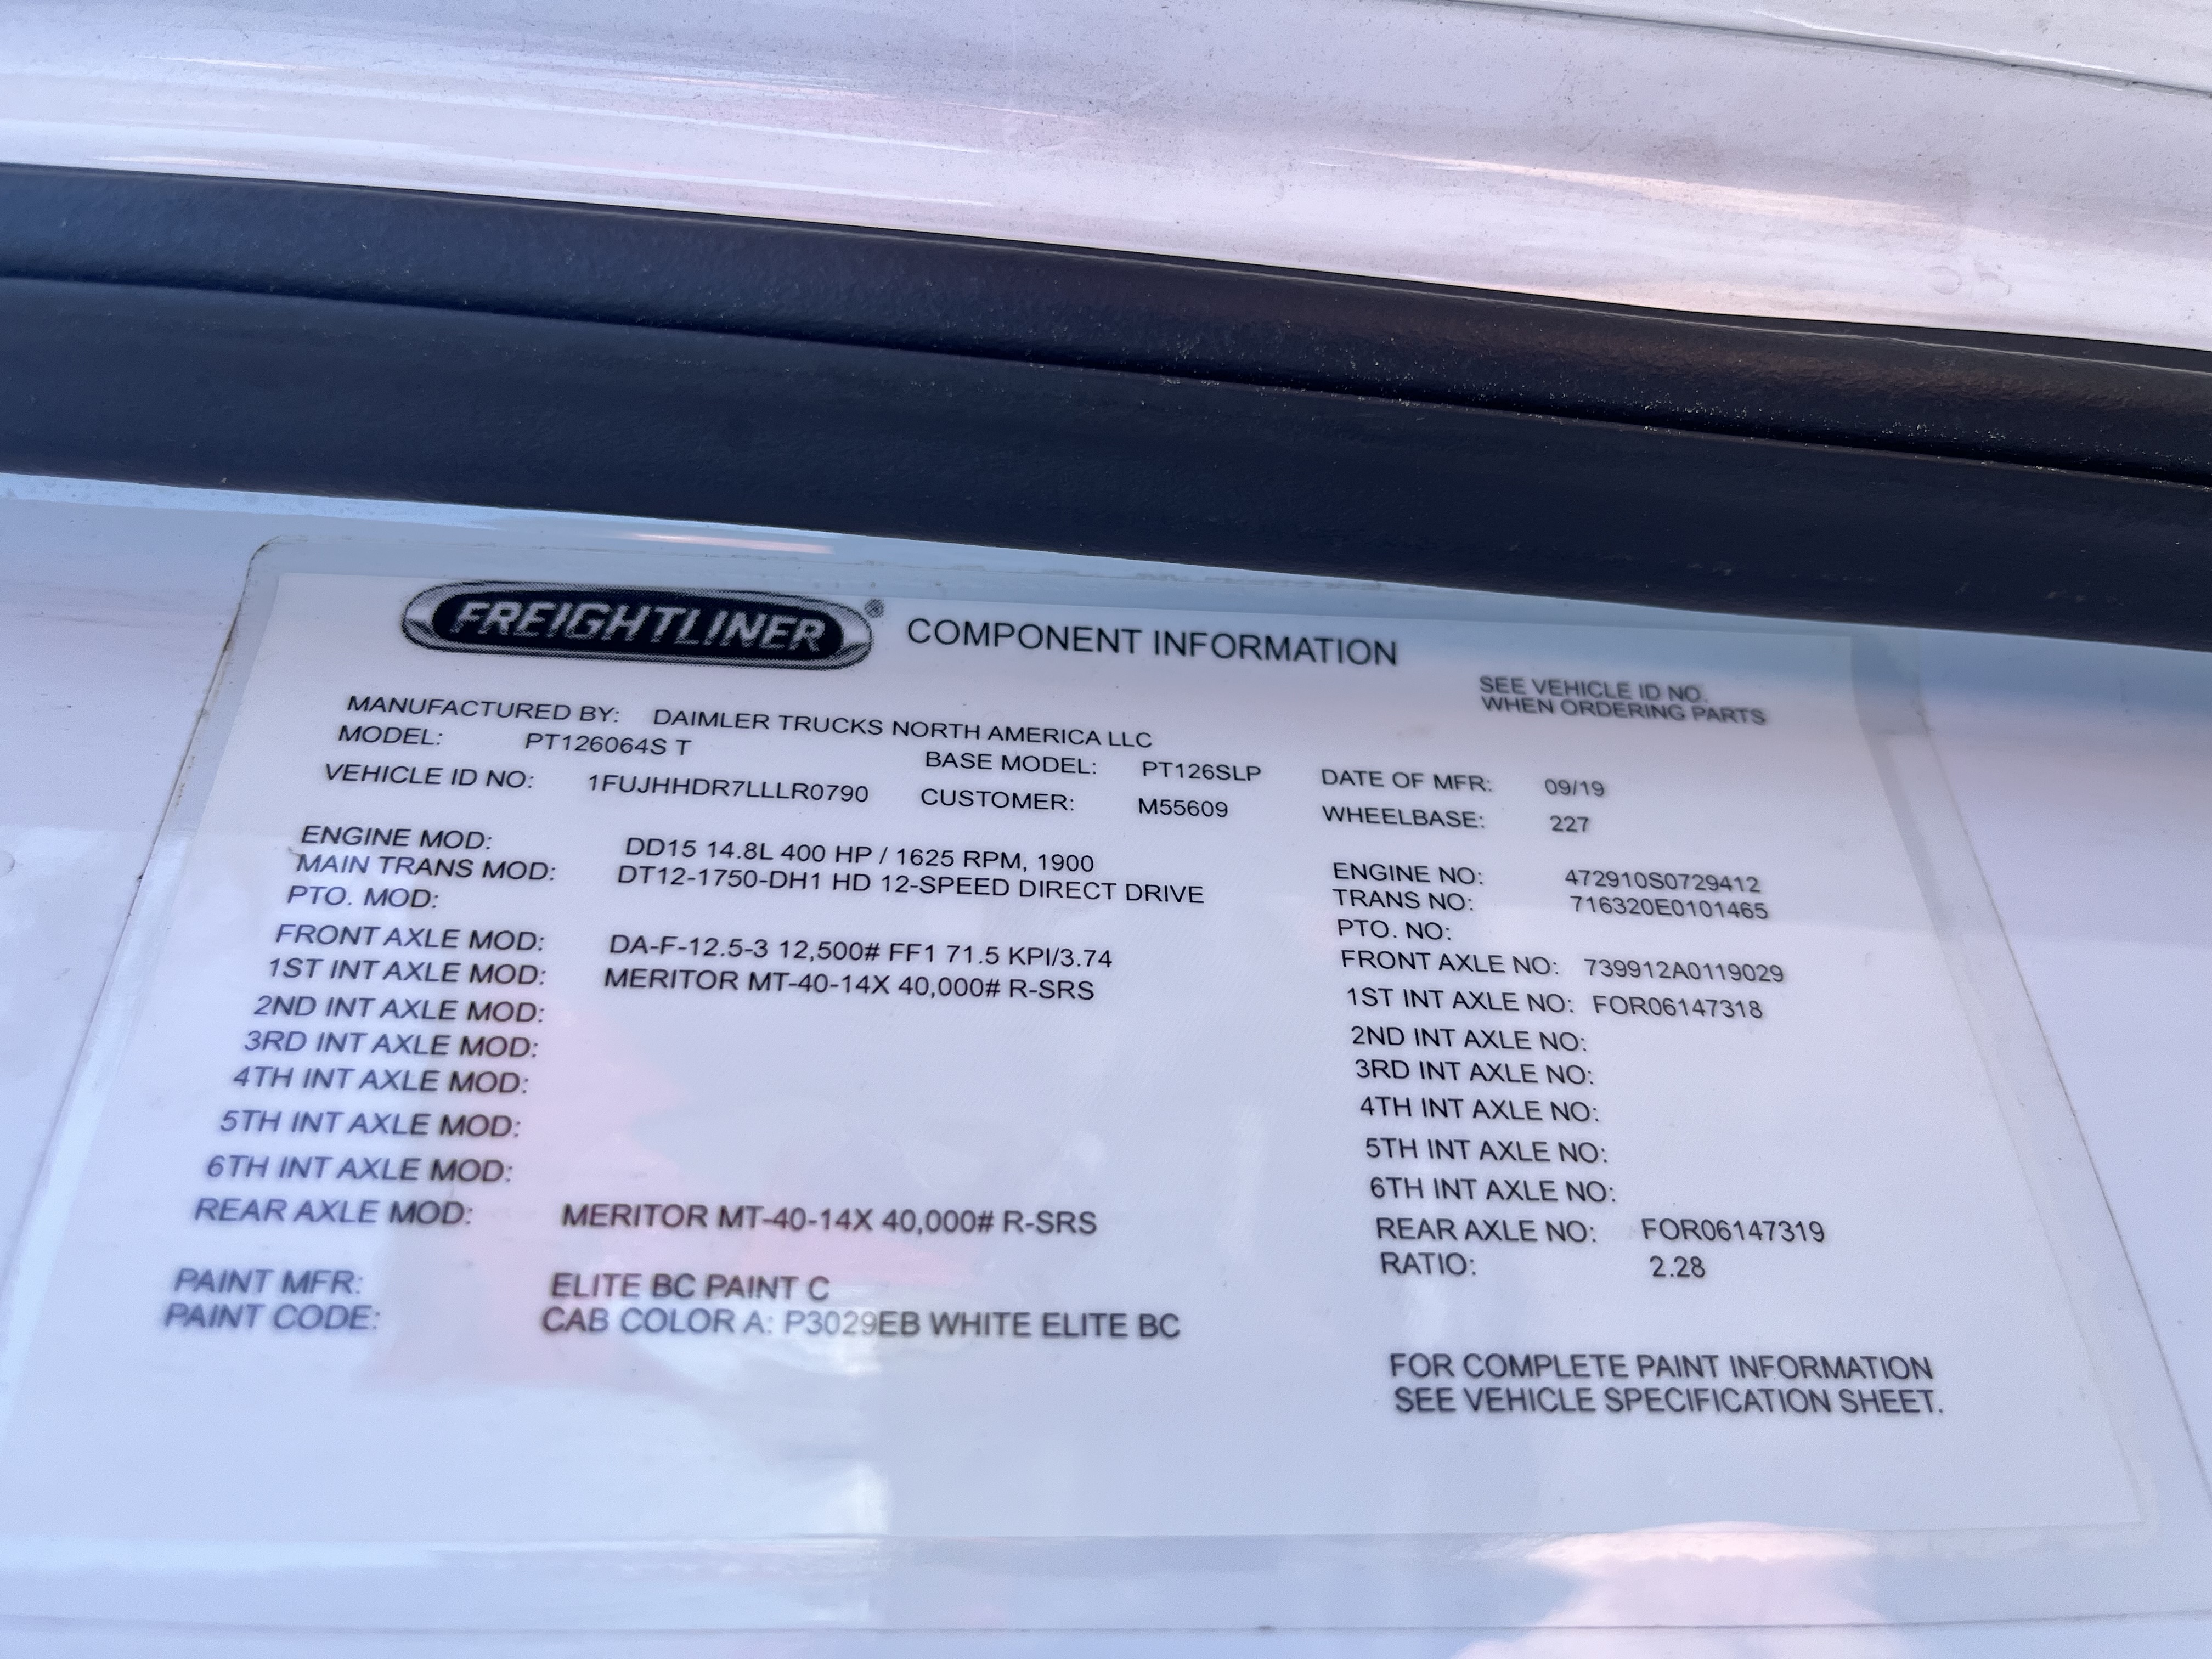 FREIGHTLINER® COMPONENT INFORMATION
SEE VEHICLE ID NO.
WHEN ORDERING PARTS
MANUFACTURED BY: DAIMLER TRUCKS NORTH AMERICA LLC
MODEL: PT126064S T BASE MODEL: PT126SLP DATE OF MFR: 09/19
VEHICLE ID NO: 1FUJHHDR7LLLR0790 CUSTOMER: M55609 WHEELBASE: 227
ENGINE MOD: DD15 14.8L 400 HP / 1625 RPM, 1900 ENGINE NO: 472910S0729412
MAIN TRANS MOD: DT12-1750-DH1 HD 12-SPEED DIRECT DRIVE TRANS NO: 716320E0101465
PTO. MOD: PTO. NO:
FRONT AXLE MOD: DA-F-12.5-3 12,500# FF1 71.5 KPI/3.74 FRONT AXLE NO: 739912A0119029
1ST INT AXLE MOD: MERITOR MT-40-14X 40,000# R-SRS 1ST INT AXLE NO: FOR06147318
2ND INT AXLE MOD: 2ND INT AXLE NO:
3RD INT AXLE MOD: 3RD INT AXLE NO:
4TH INT AXLE MOD: 4TH INT AXLE NO:
5TH INT AXLE MOD: 5TH INT AXLE NO:
6TH INT AXLE MOD: 6TH INT AXLE NO:
REAR AXLE MOD: MERITOR MT-40-14X 40,000# R-SRS REAR AXLE NO: FOR06147319
RATIO: 2.28
PAINT MFR: ELITE BC PAINT C
PAINT CODE: CAB COLOR A: P3029EB WHITE ELITE BC
FOR COMPLETE PAINT INFORMATION
SEE VEHICLE SPECIFICATION SHEET.